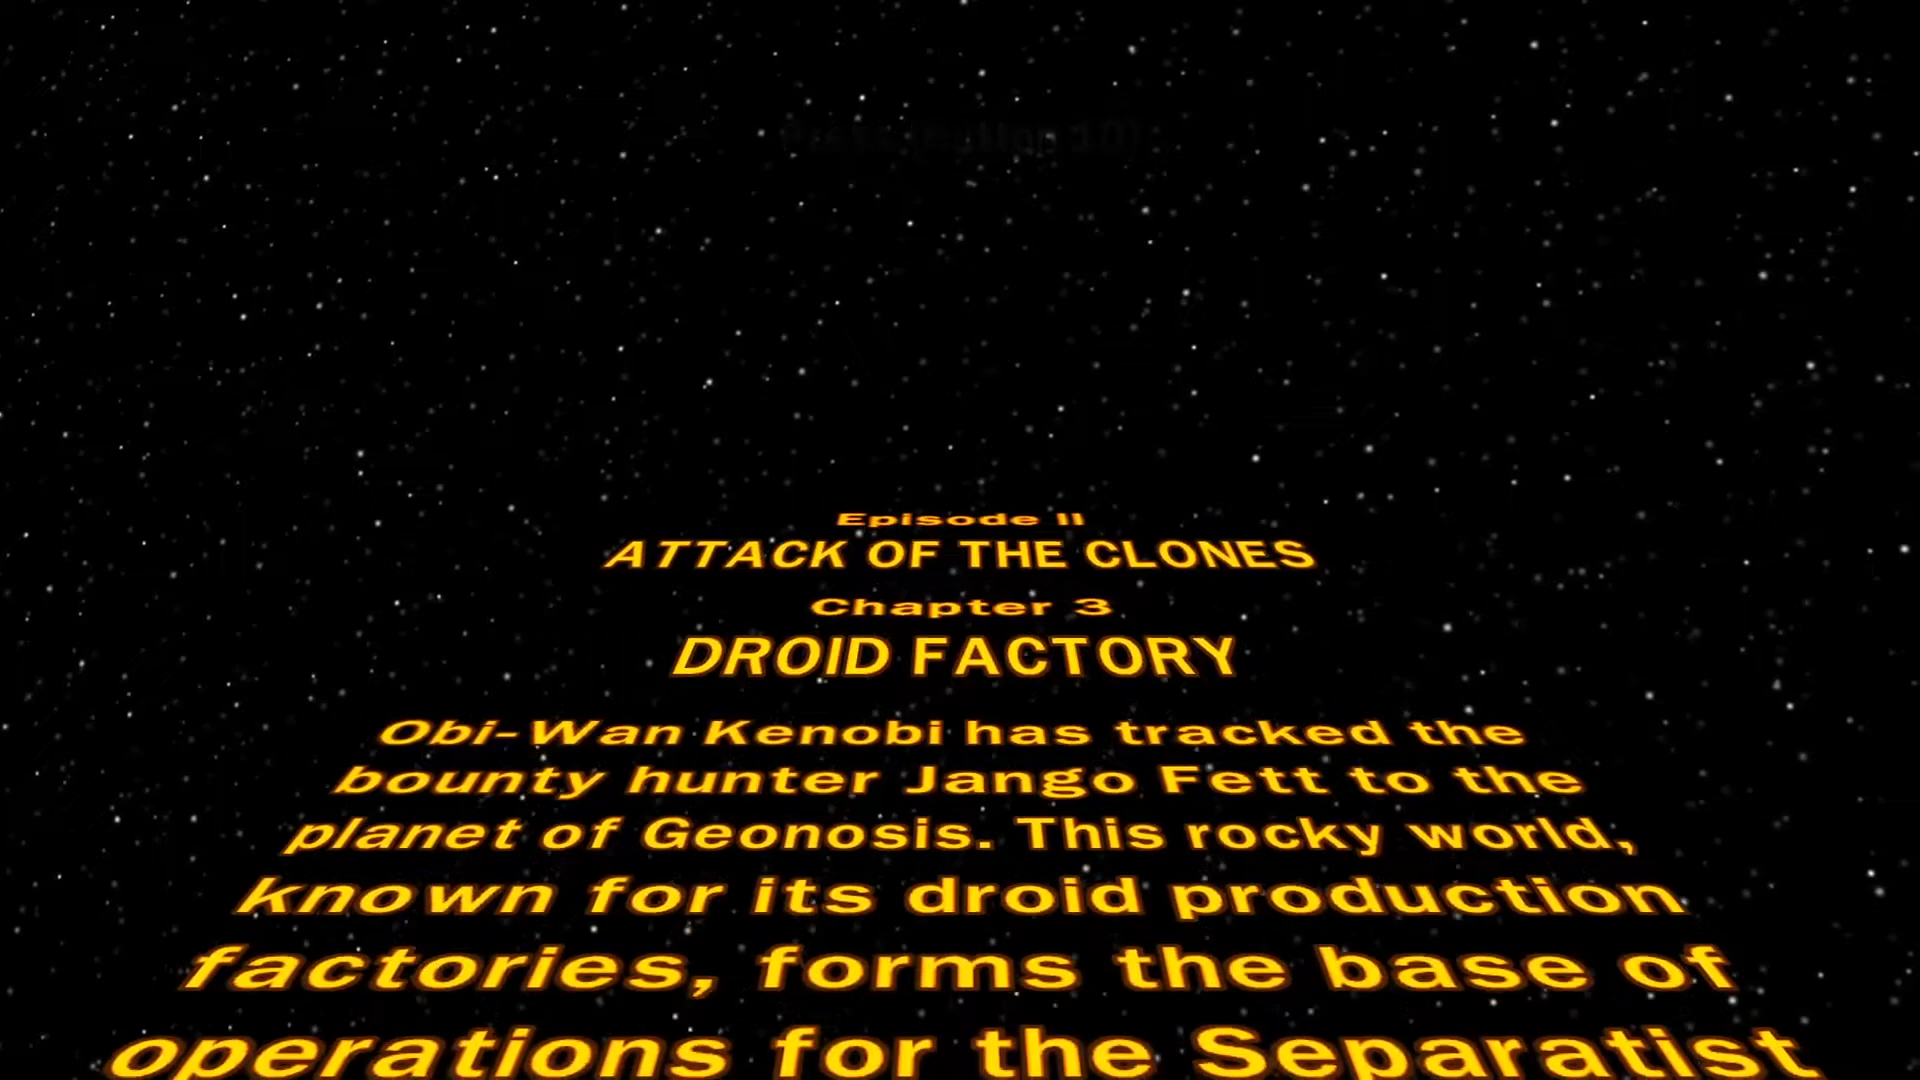 Episode II
ATTACK OF THE CLONES
Chapter 3
DROID FACTORY
Obi-Wan Kenobi has tracked the
bounty hunter Jango Fett to the
planet of Geonosis. This rocky world,
known for its droid production
factories, forms the base of
operations for the Separatist